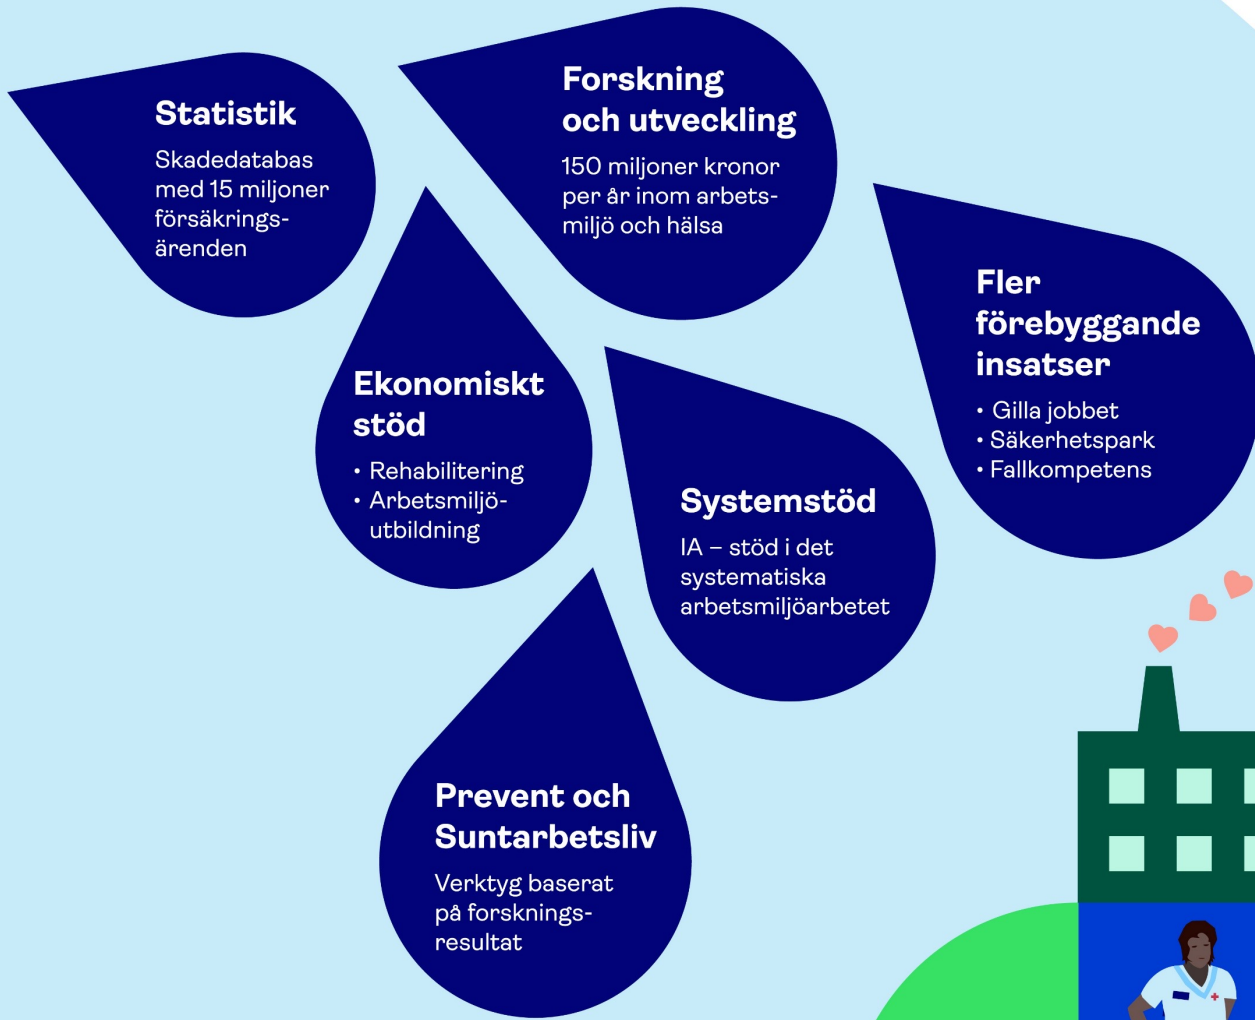 Statistik
Skadedatabas
med 15 miljoner
försäkrings-
ärenden
Forskning
och utveckling
150 miljoner kronor
per år inom arbets-
miljö och hälsa
Fler
förebyggande
insatser
• Gilla jobbet
• Säkerhetspark
• Fallkompetens
Ekonomiskt
stöd
• Rehabilitering
• Arbetsmiljö-
utbildning
Systemstöd
IA – stöd i det
systematiska
arbetsmiljöarbetet
Prevent och
Suntarbetsliv
Verktyg baserat
på forsknings-
resultat